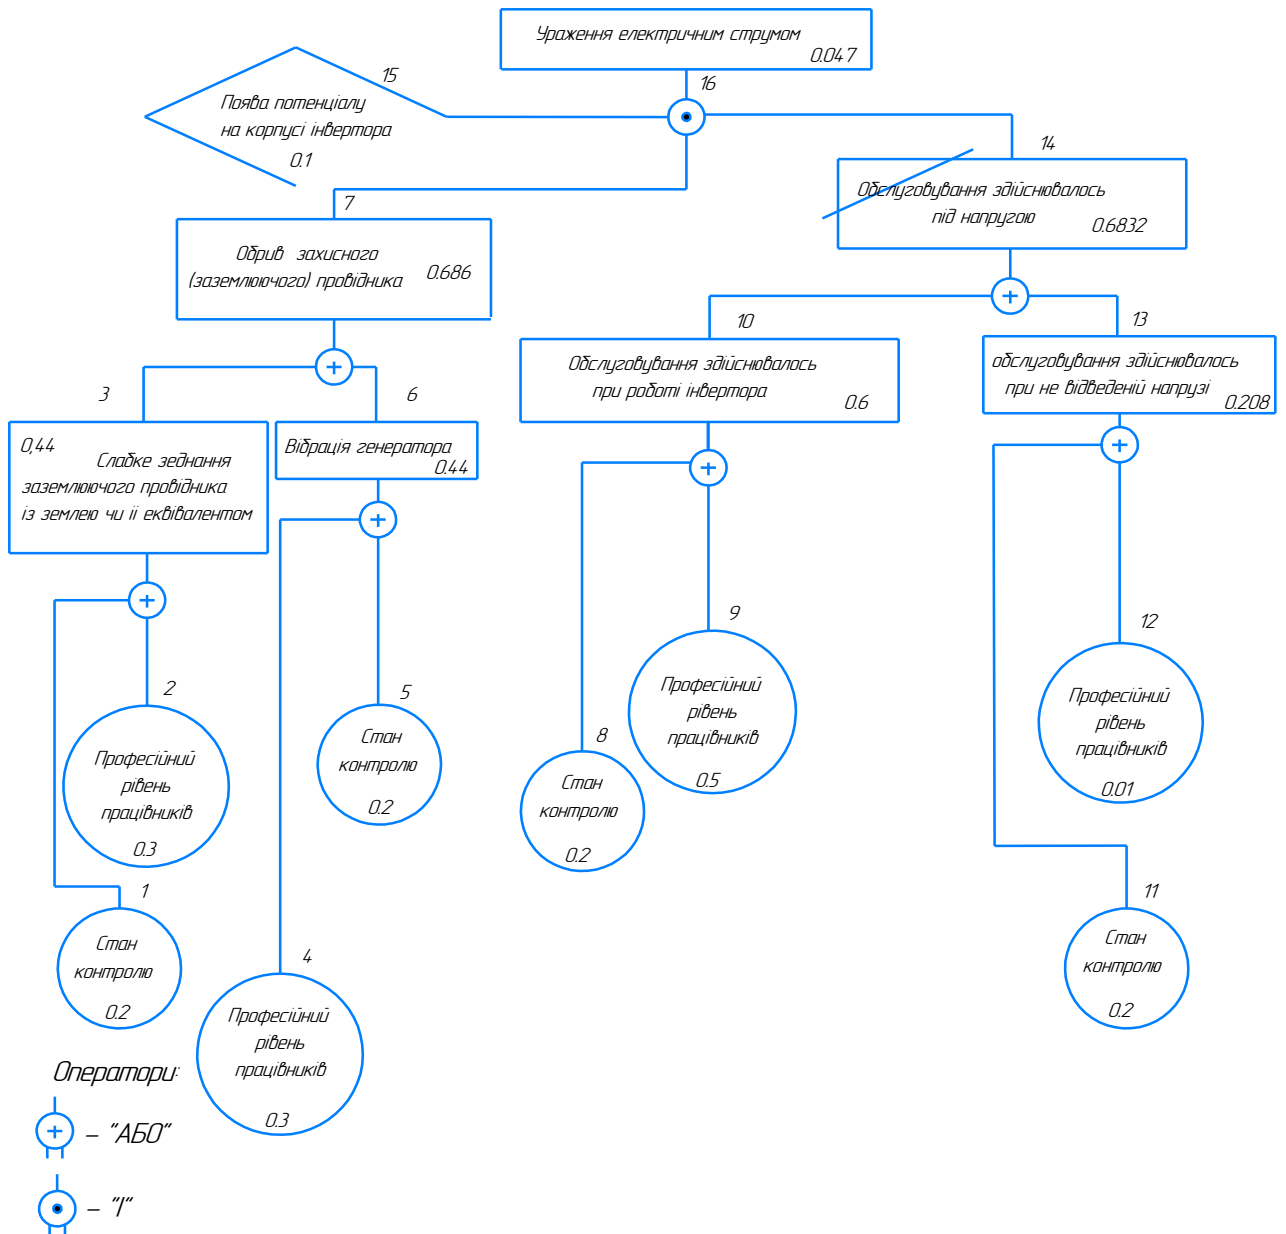 Ураження електричним струмом
0.047
16
15
Поява потенціалу
на корпусі інвертора
0.1
14
Обслуговування здійснювалось
під напругою
0.6832
7
Обрив захисного
(заземлюючого) провідника
0.686
10
Обслуговування здійснювалось
при роботі інвертора
0.6
13
обслуговування здійснювалось
при не відведеній напрузі
0.208
3
0,44
Слабке зеднання
заземлюючого провідника
із землею чи іі еквівалентом
6
Вібрація генератора
0.44
2
Професійний
рівень
працівників
0.3
5
Стан
контролю
0.2
9
Професійний
рівень
працівників
0.5
8
Стан
контролю
0.2
12
Професійний
рівень
працівників
0.01
1
Стан
контролю
0.2
4
Професійний
рівень
працівників
0.3
11
Стан
контролю
0.2
Оператори:
+ – "АБО"
– "І"